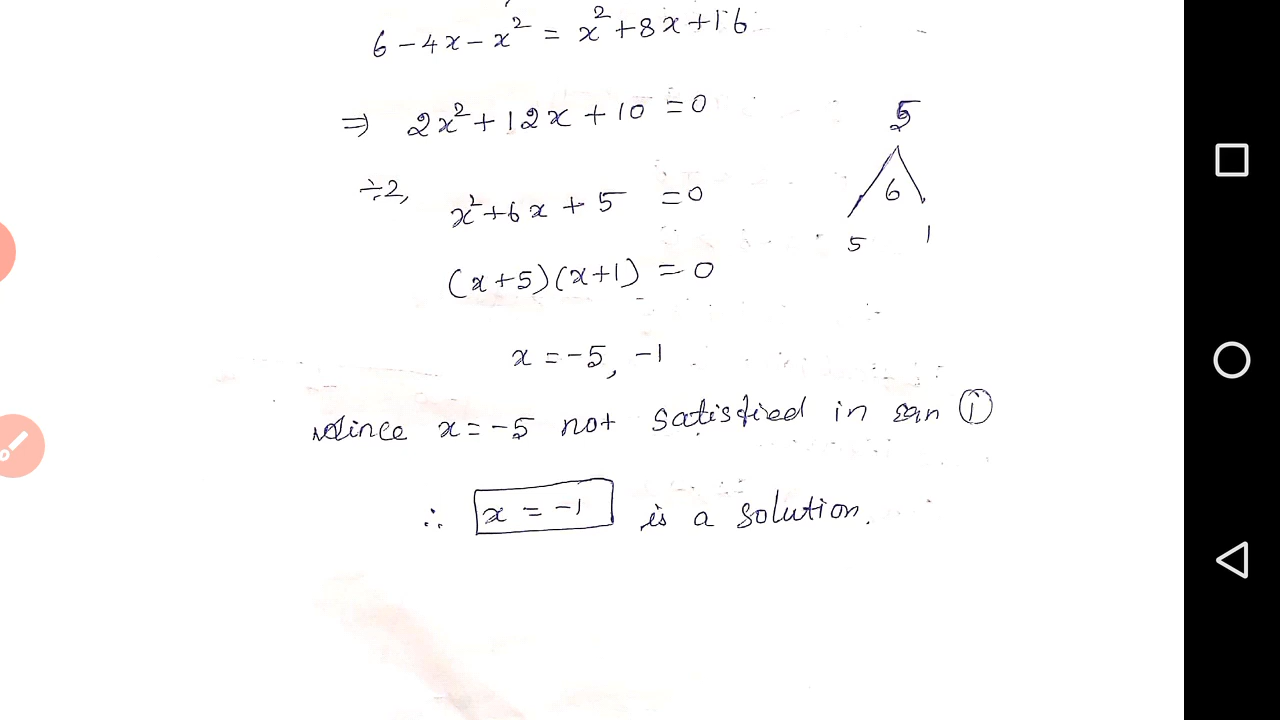 6 - 4x - x² = x² + 8x + 16
⇒ 2x² + 12x + 10 = 0
5
6
5 1
÷2, x² + 6x + 5 = 0
(x+5)(x+1) = 0
x = -5, -1
Since x = -5 not satisfied in eqn ①
∴ x = -1 is a solution.